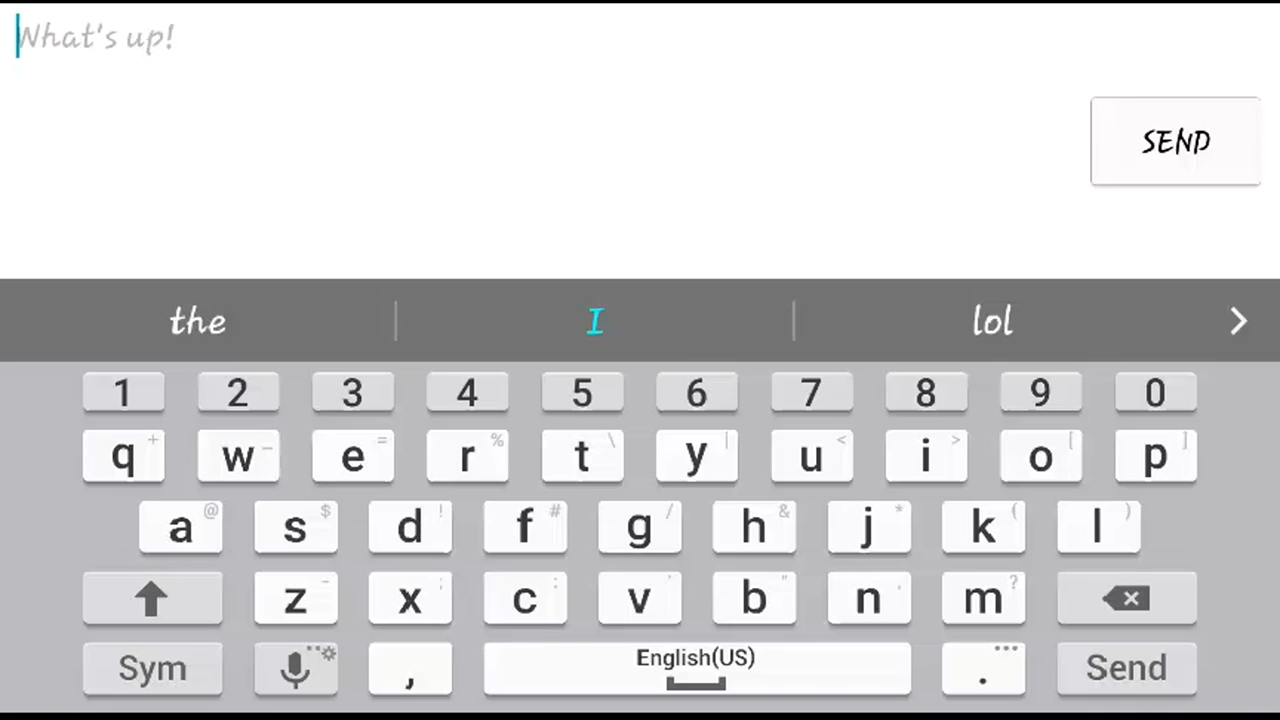 What's up!
SEND
the I lol
1 2 3 4 5 6 7 8 9 0
q + w - e = r % t \ y | u < i > o [ p ]
a @ s $ d ! f # g / h & j * k ( l )
z x ; c : v ' b " n , m ?
Sym , English(US) . Send